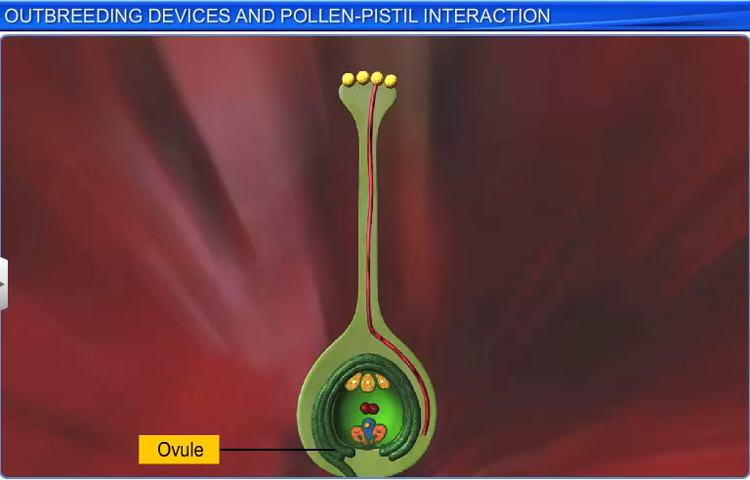 OUTBREEDING DEVICES AND POLLEN-PISTIL INTERACTION
Ovule